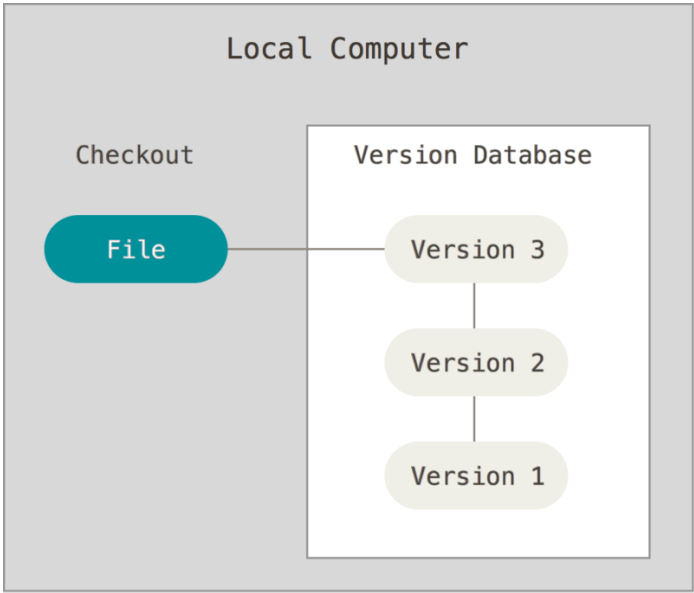 Local Computer
Checkout
Version Database
File
Version 3
Version 2
Version 1